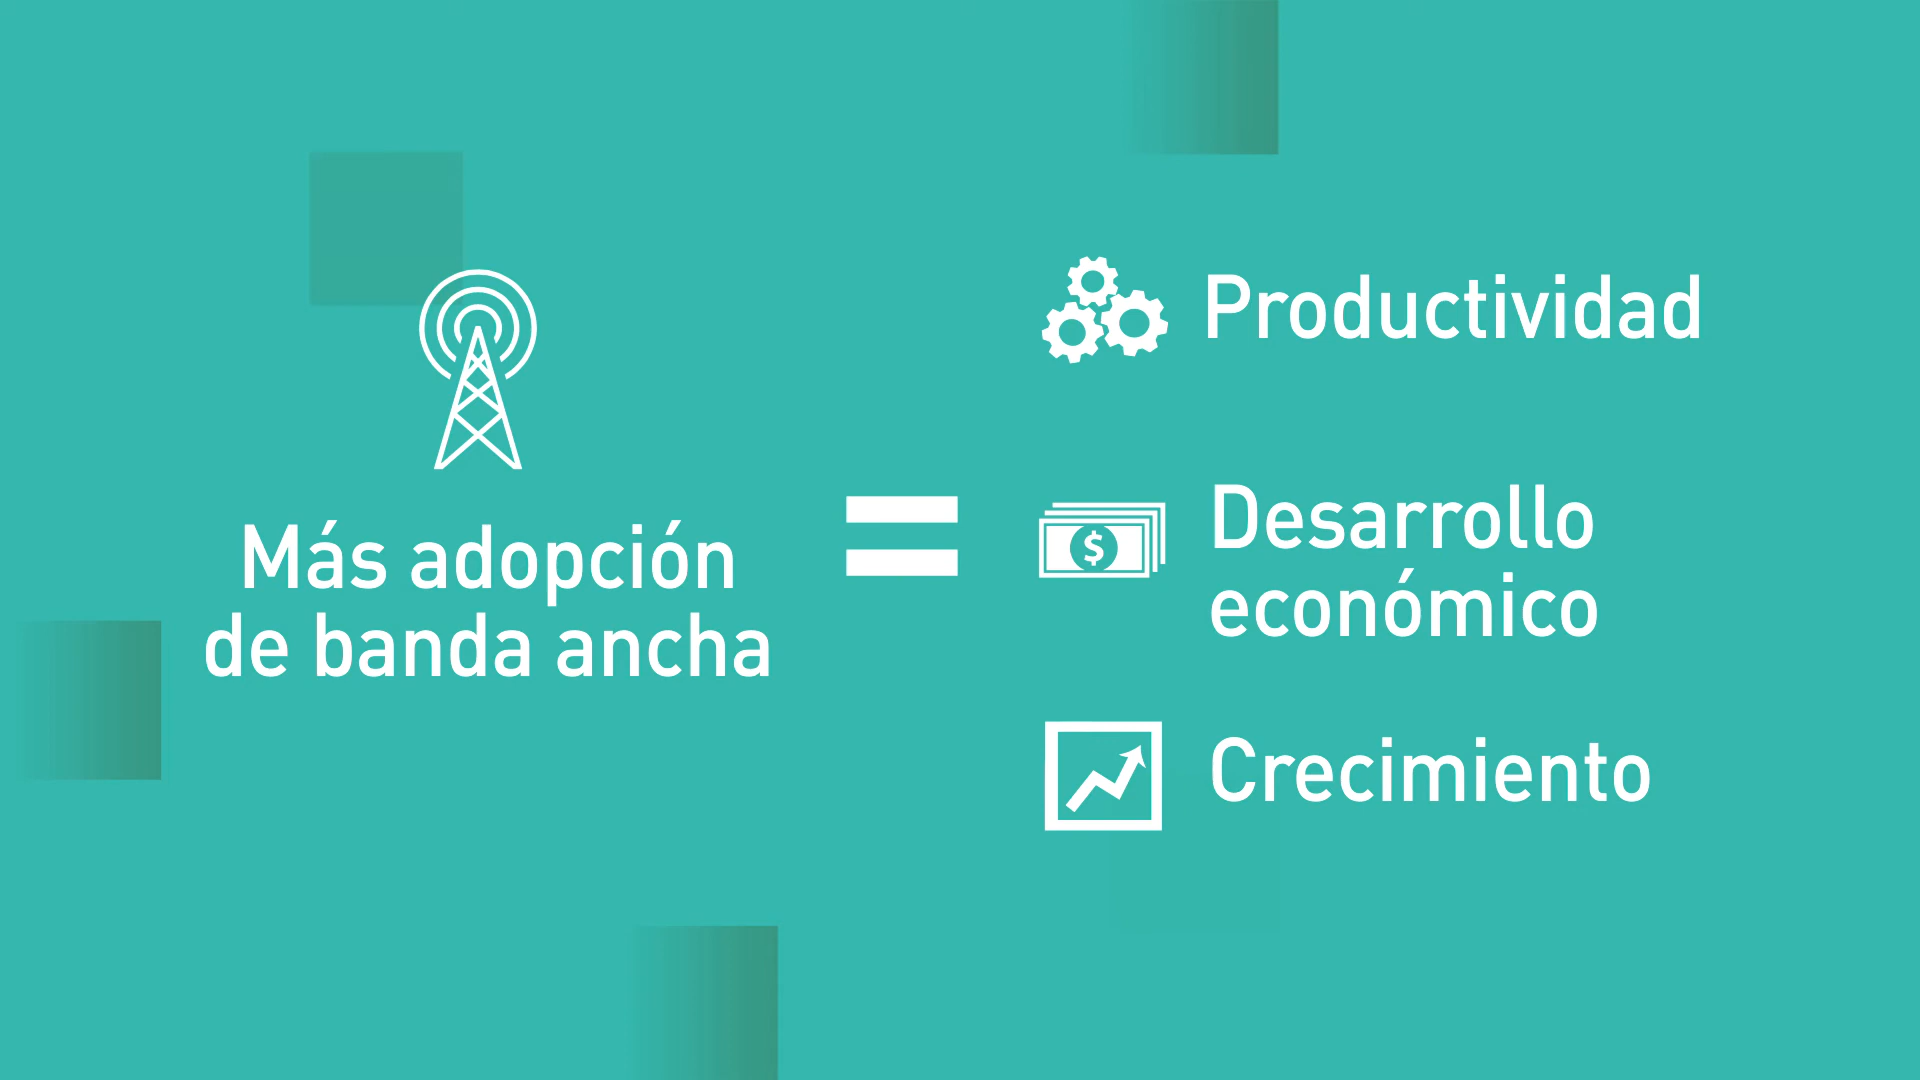 Más adopción
de banda ancha
=
Productividad
$
Desarrollo
económico
Crecimiento